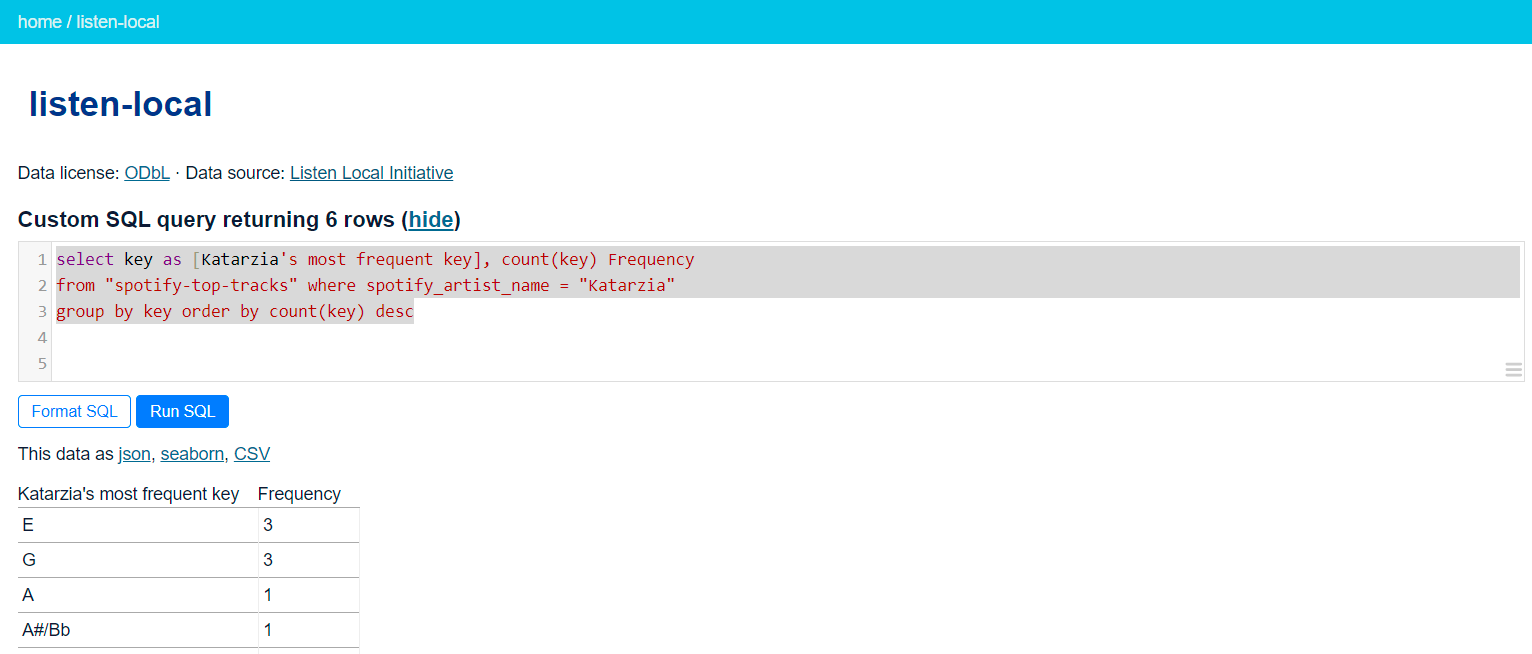 home / listen-local
listen-local
Data license: ODbL · Data source: Listen Local Initiative
Custom SQL query returning 6 rows (hide)
1 select key as [Katarzia's most frequent key], count(key) Frequency
2 from "spotify-top-tracks" where spotify_artist_name = "Katarzia"
3 group by key order by count(key) desc
4
5
Format SQL Run SQL
This data as json, seaborn, CSV
Katarzia's most frequent key Frequency
E 3
G 3
A 1
A#/Bb 1